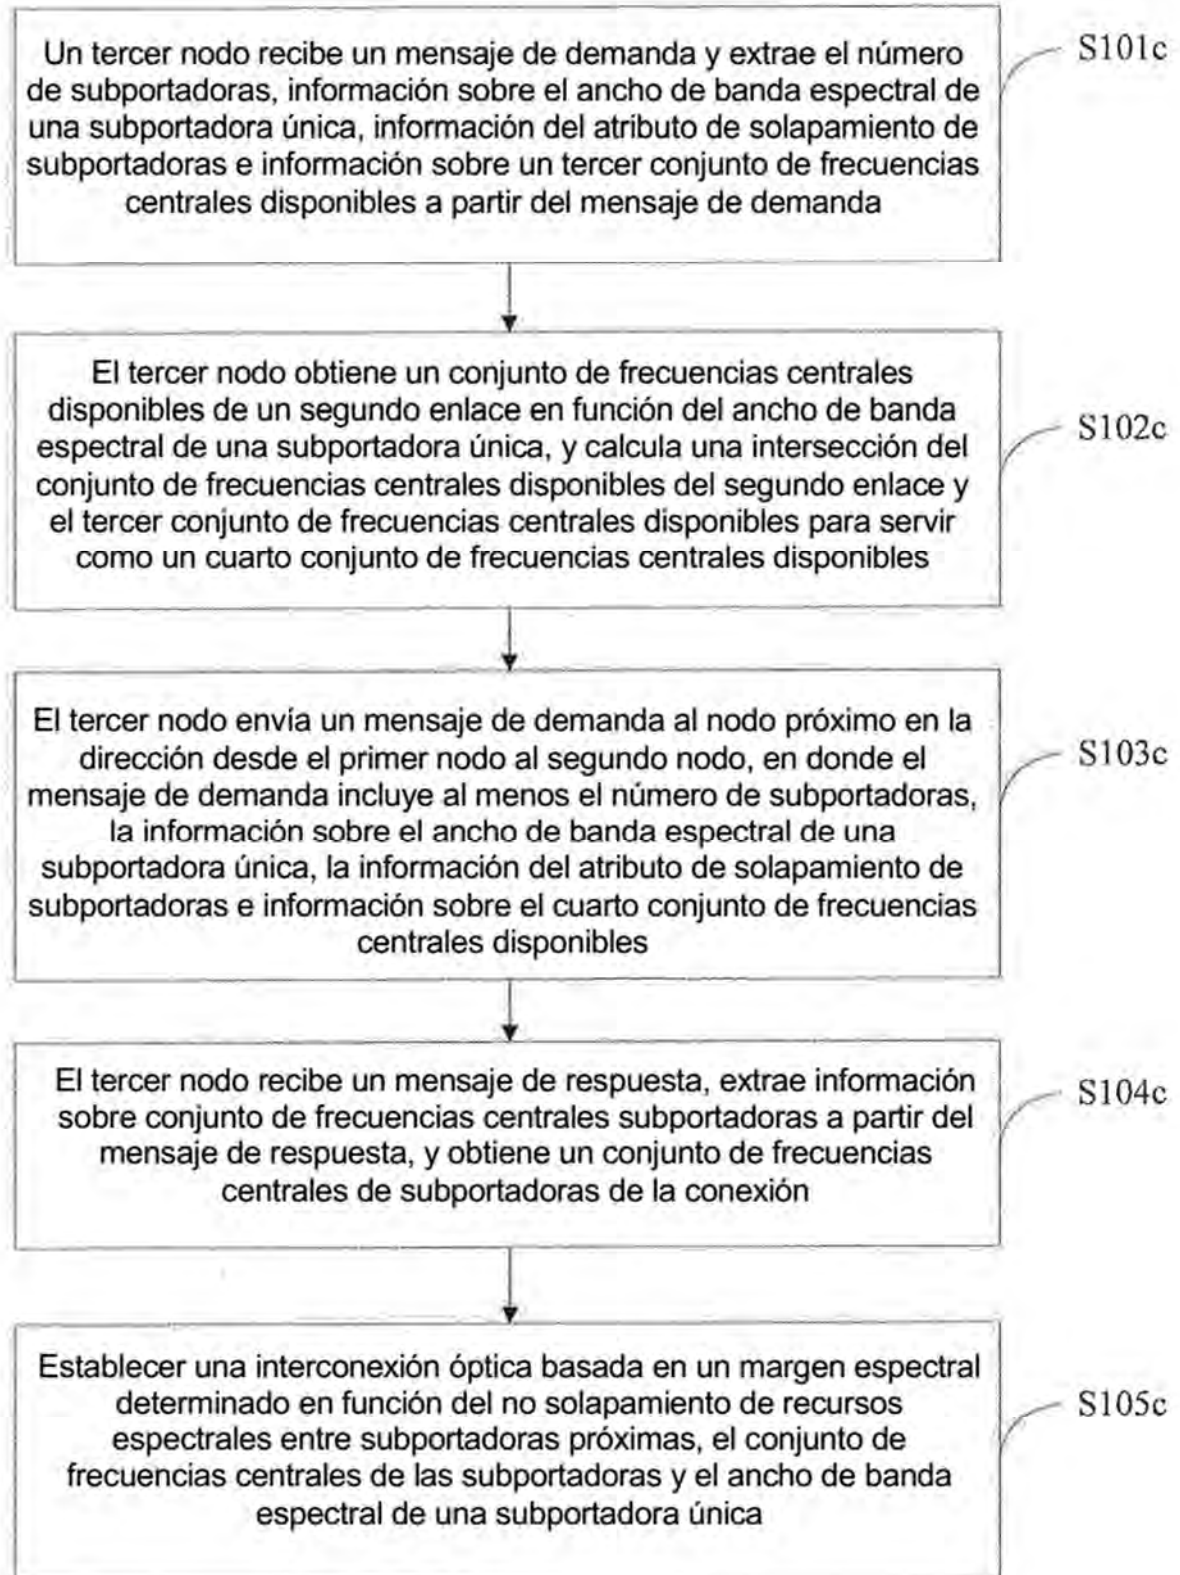 Un tercer nodo recibe un mensaje de demanda y extrae el número
de subportadoras, información sobre el ancho de banda espectral de
una subportadora única, información del atributo de solapamiento de
subportadoras e información sobre un tercer conjunto de frecuencias
centrales disponibles a partir del mensaje de demanda
S101c
El tercer nodo obtiene un conjunto de frecuencias centrales
disponibles de un segundo enlace en función del ancho de banda
espectral de una subportadora única, y calcula una intersección del
conjunto de frecuencias centrales disponibles del segundo enlace y
el tercer conjunto de frecuencias centrales disponibles para servir
como un cuarto conjunto de frecuencias centrales disponibles
S102c
El tercer nodo envía un mensaje de demanda al nodo próximo en la
dirección desde el primer nodo al segundo nodo, en donde el
mensaje de demanda incluye al menos el número de subportadoras,
la información sobre el ancho de banda espectral de una
subportadora única, la información del atributo de solapamiento de
subportadoras e información sobre el cuarto conjunto de frecuencias
centrales disponibles
S103c
El tercer nodo recibe un mensaje de respuesta, extrae información
sobre conjunto de frecuencias centrales subportadoras a partir del
mensaje de respuesta, y obtiene un conjunto de frecuencias
centrales de subportadoras de la conexión
S104c
Establecer una interconexión óptica basada en un margen espectral
determinado en función del no solapamiento de recursos
espectrales entre subportadoras próximas, el conjunto de
frecuencias centrales de las subportadoras y el ancho de banda
espectral de una subportadora única
S105c